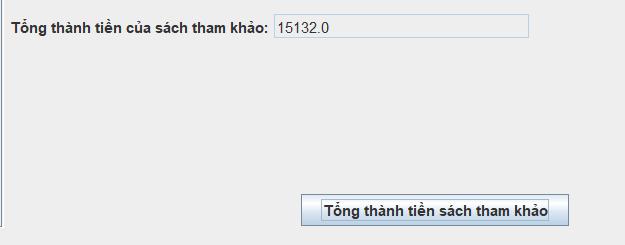 Tổng thành tiền của sách tham khảo: 15132.0
Tổng thành tiền sách tham khảo